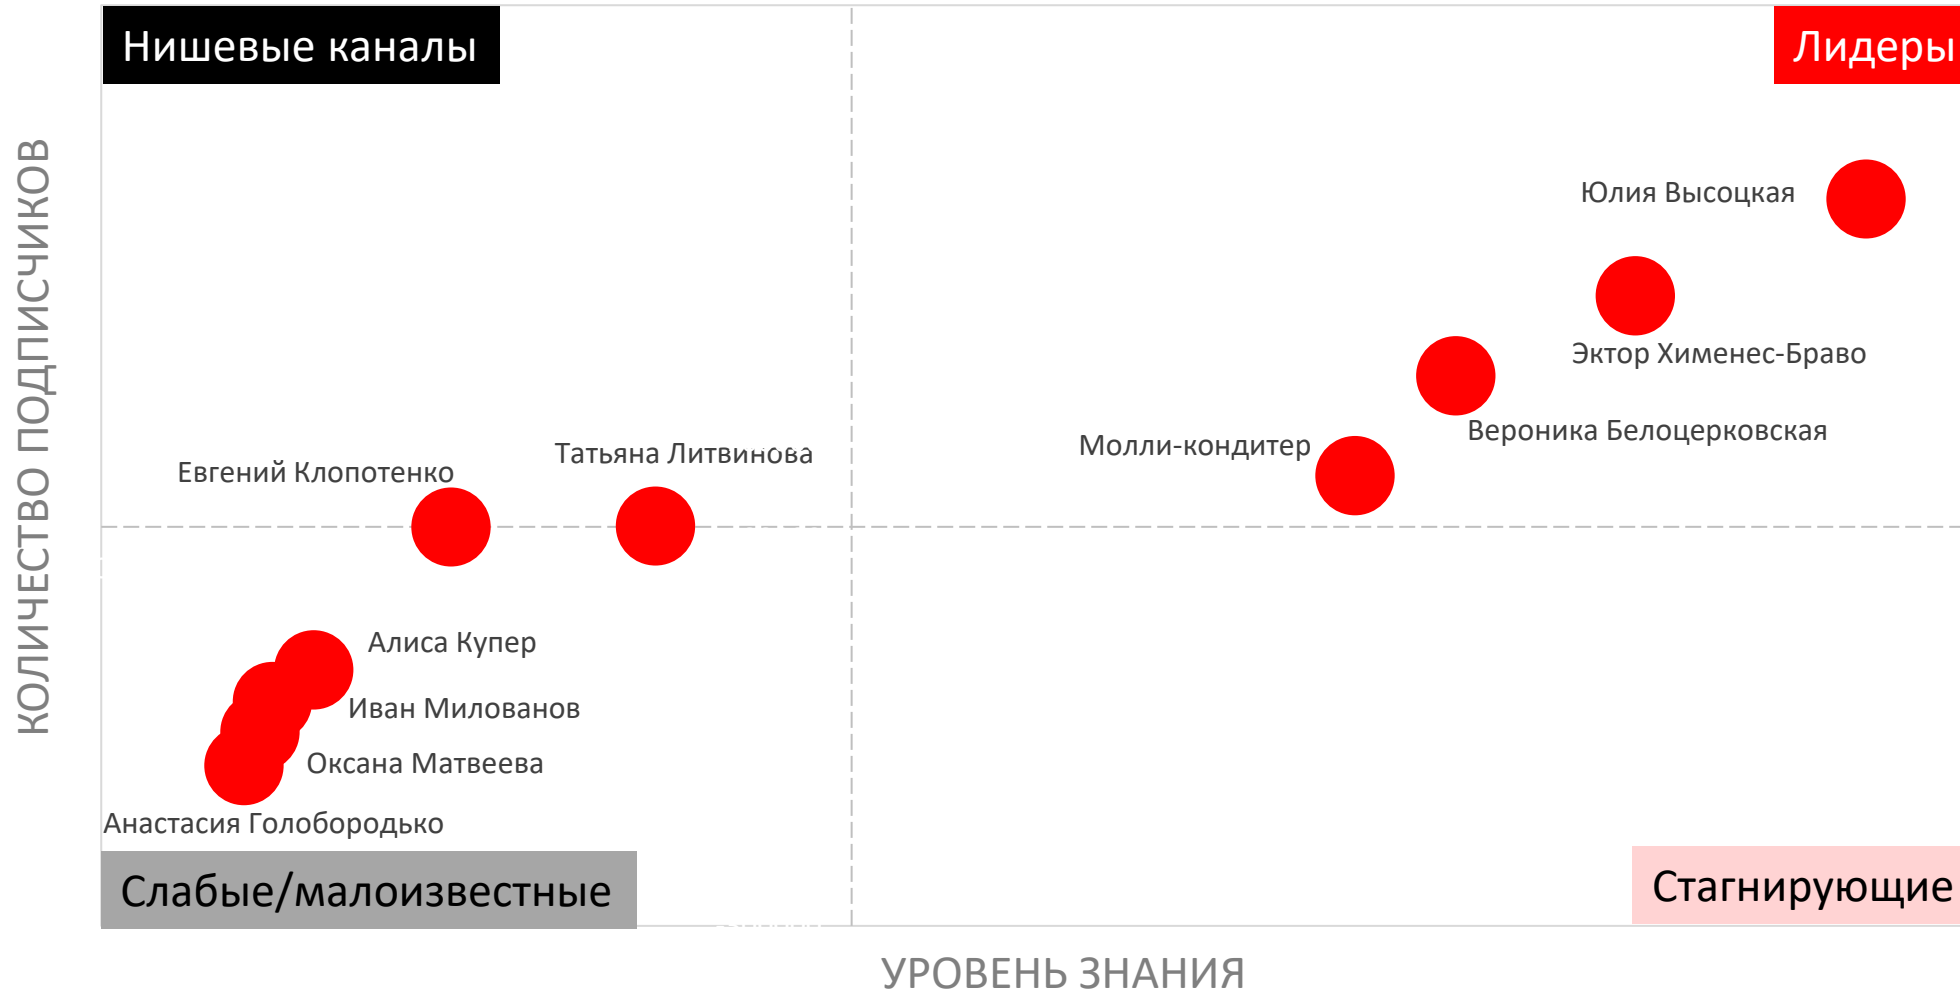 Нишевые каналы
Лидеры
КОЛИЧЕСТВО ПОДПИСЧИКОВ
Юлия Высоцкая
Эктор Хименес-Браво
Вероника Белоцерковская
Молли-кондитер
Татьяна Литвинова
Евгений Клопотенко
Алиса Купер
Иван Милованов
Оксана Матвеева
Анастасия Голобородько
Слабые/малоизвестные
Стагнирующие
УРОВЕНЬ ЗНАНИЯ